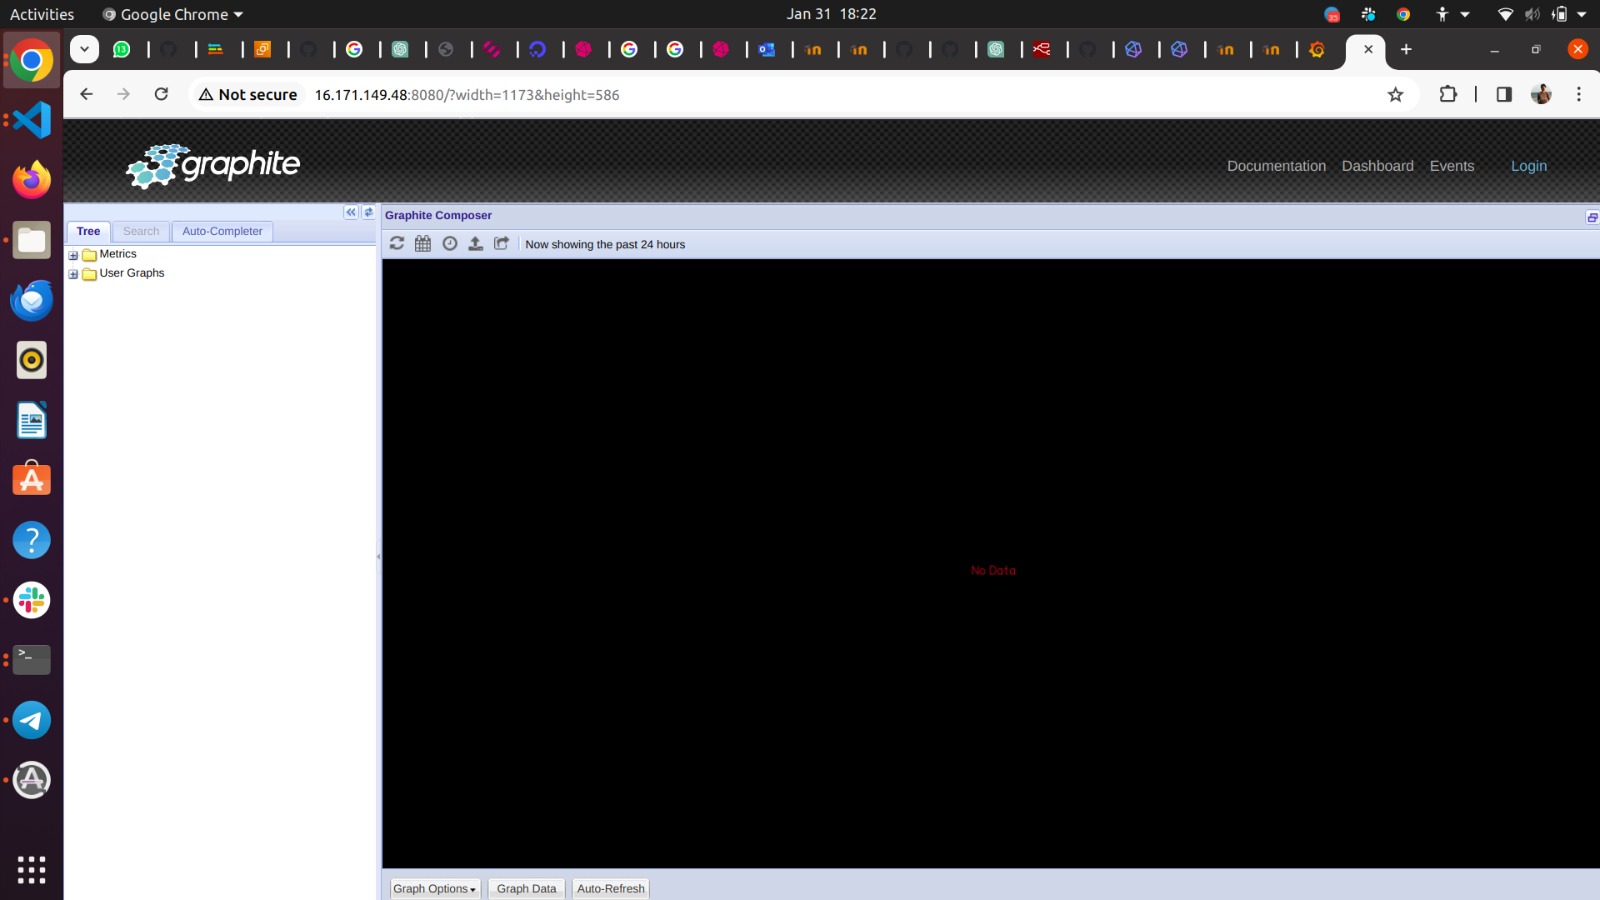 Activities
Google Chrome
Jan 31 18:22
35
13
Not secure
16.171.149.48:8080/?width=1173&height=586
graphite
Documentation
Dashboard
Events
Login
Graphite Composer
Tree
Search
Auto-Completer
Now showing the past 24 hours
Metrics
User Graphs
No Data
Graph Options
Graph Data
Auto-Refresh